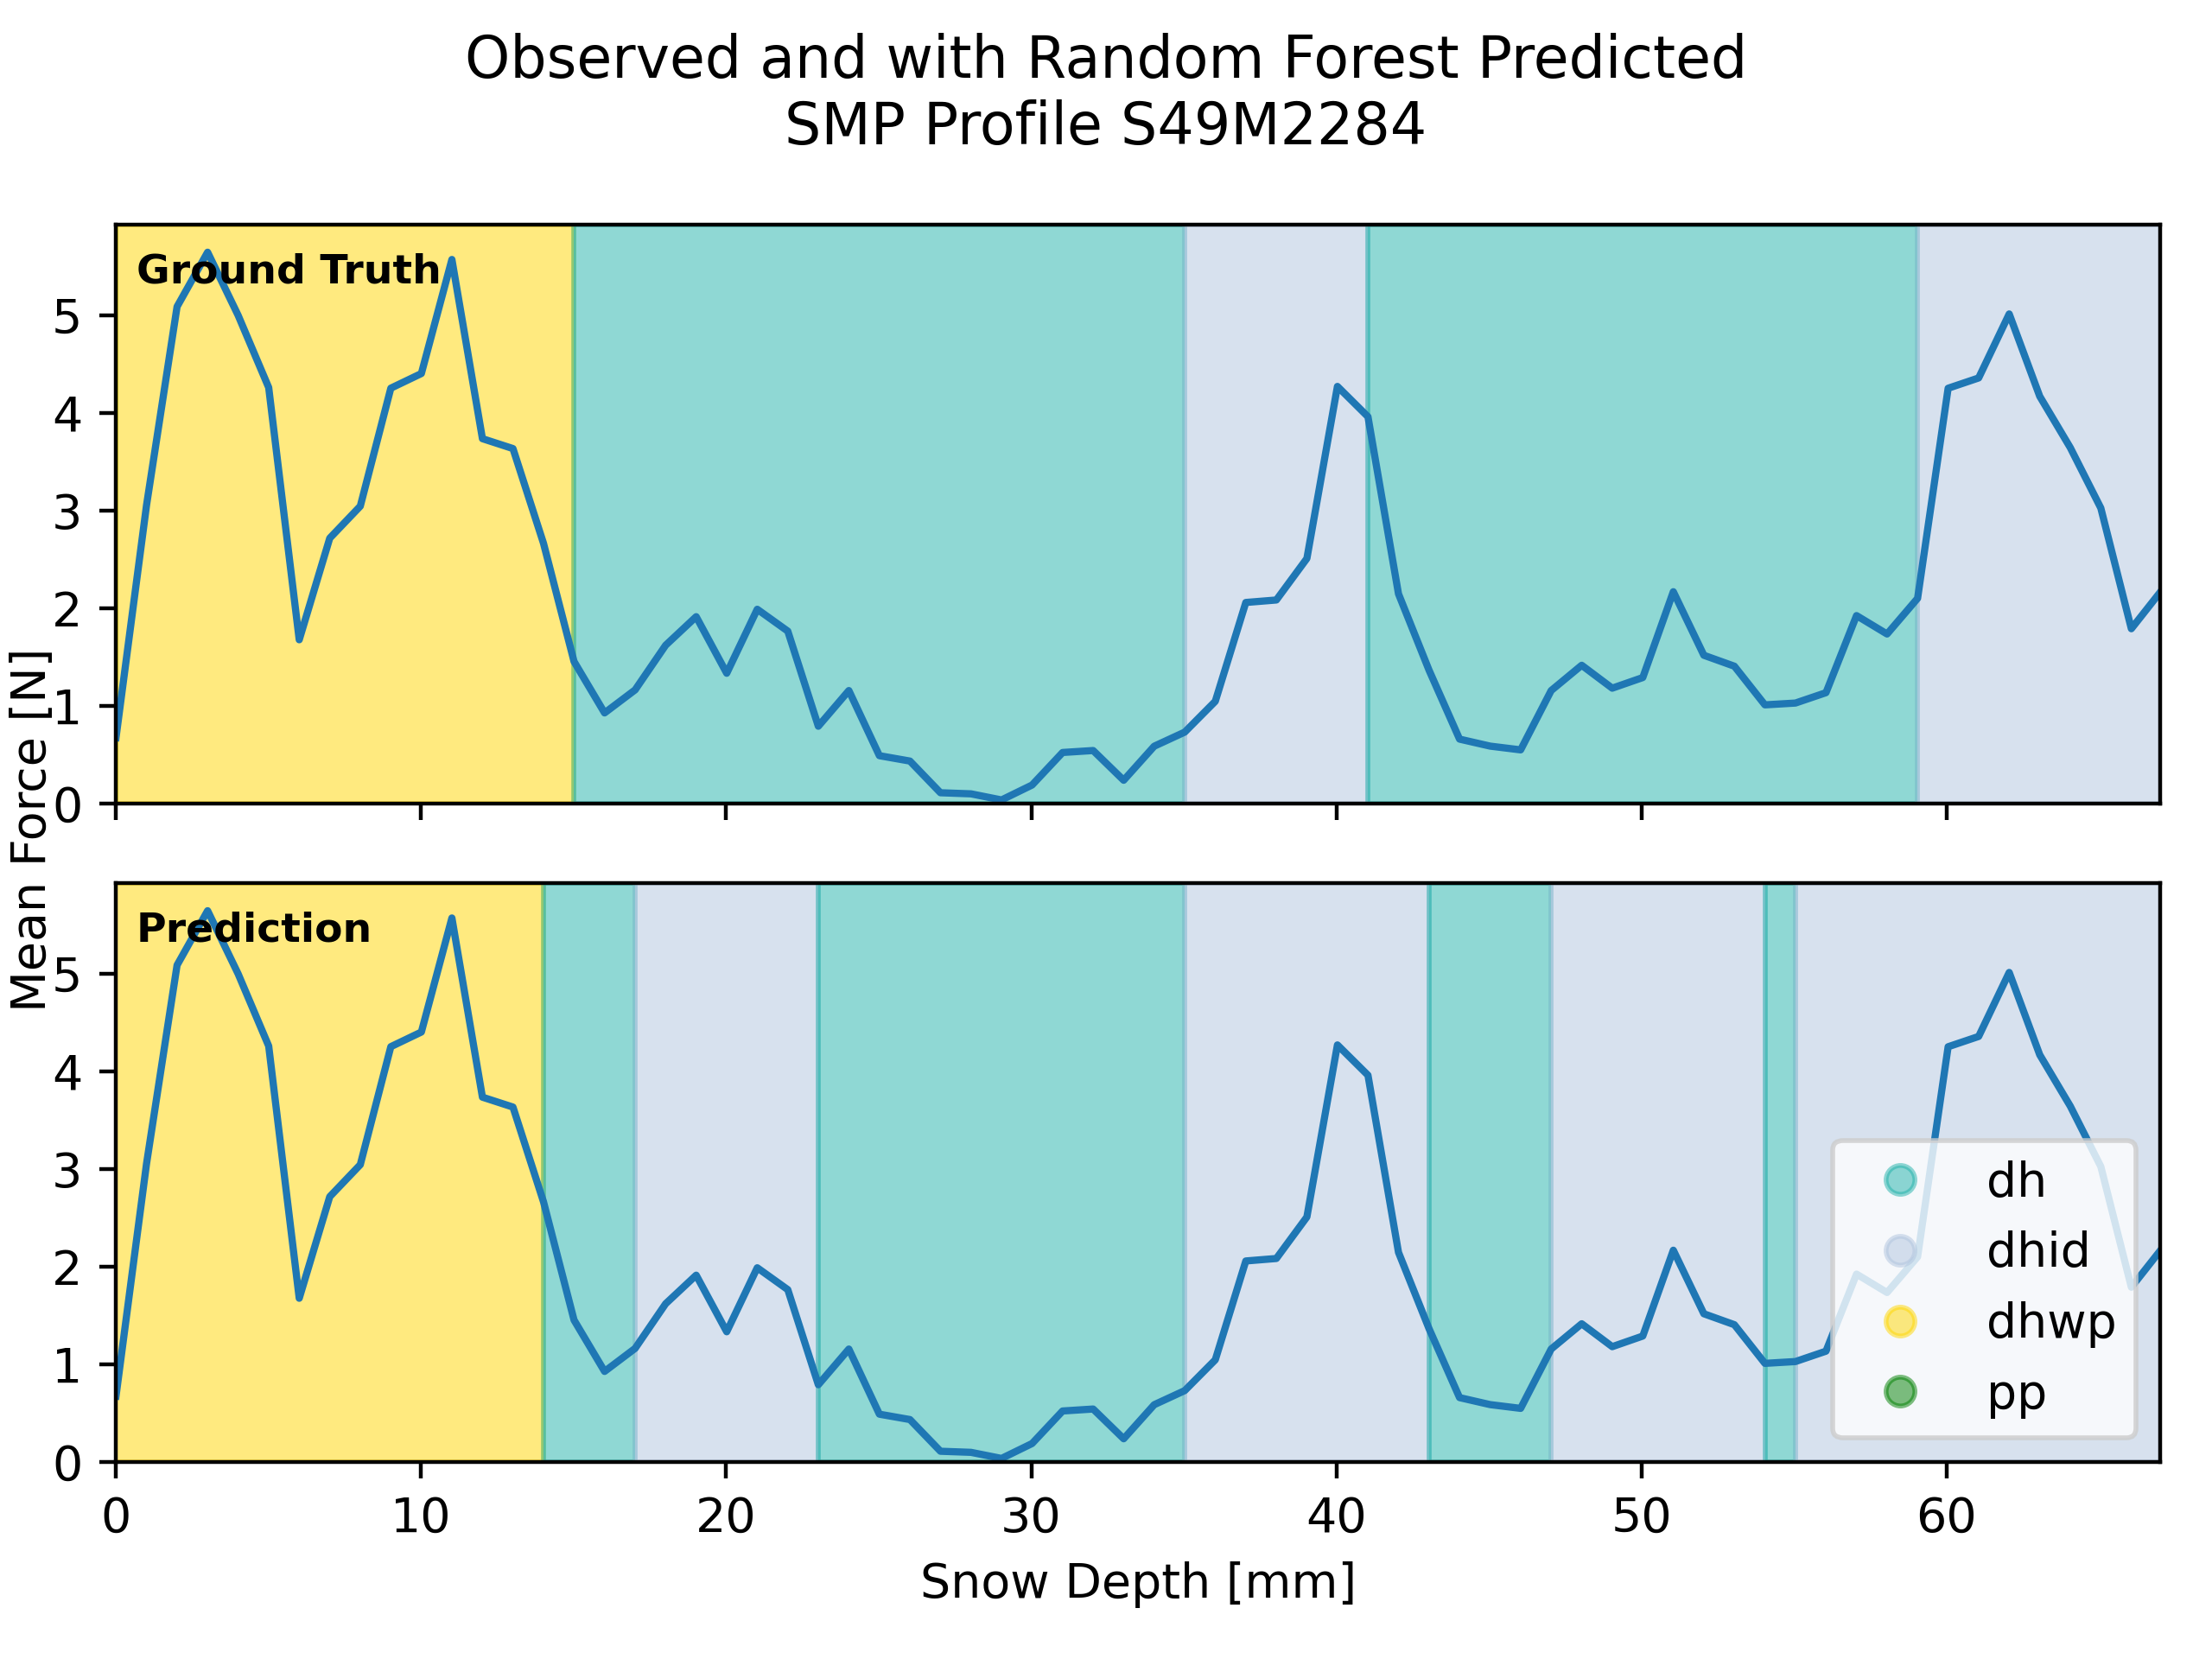 Observed and with Random Forest Predicted
SMP Profile S49M2284
Ground Truth
5
4
3
2
1
0
Mean Force [N]
Prediction
5
4
3
2
1
0
dh
dhid
dhwp
pp
0 10 20 30 40 50 60
Snow Depth [mm]